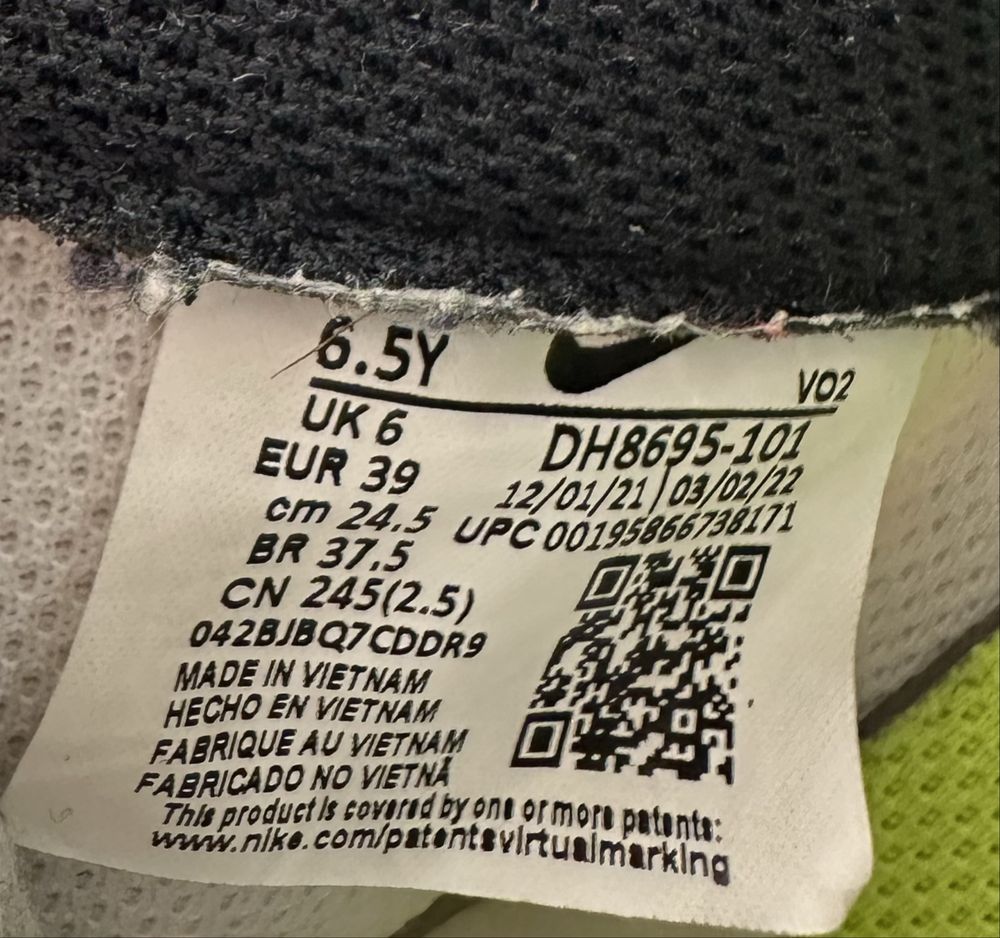 6.5Y
VO2
UK 6
EUR 39
cm 24.5
BR 37.5
CN 245(2.5)
042BJBQ7CDDR9
MADE IN VIETNAM
HECHO EN VIETNAM
FABRIQUE AU VIETNAM
FABRICADO NO VIETNÃ
DH8695-101
12/01/21 | 03/02/22
UPC 00195866738171
This product is covered by one or more patents:
www.nike.com/patentsvirtualmarking